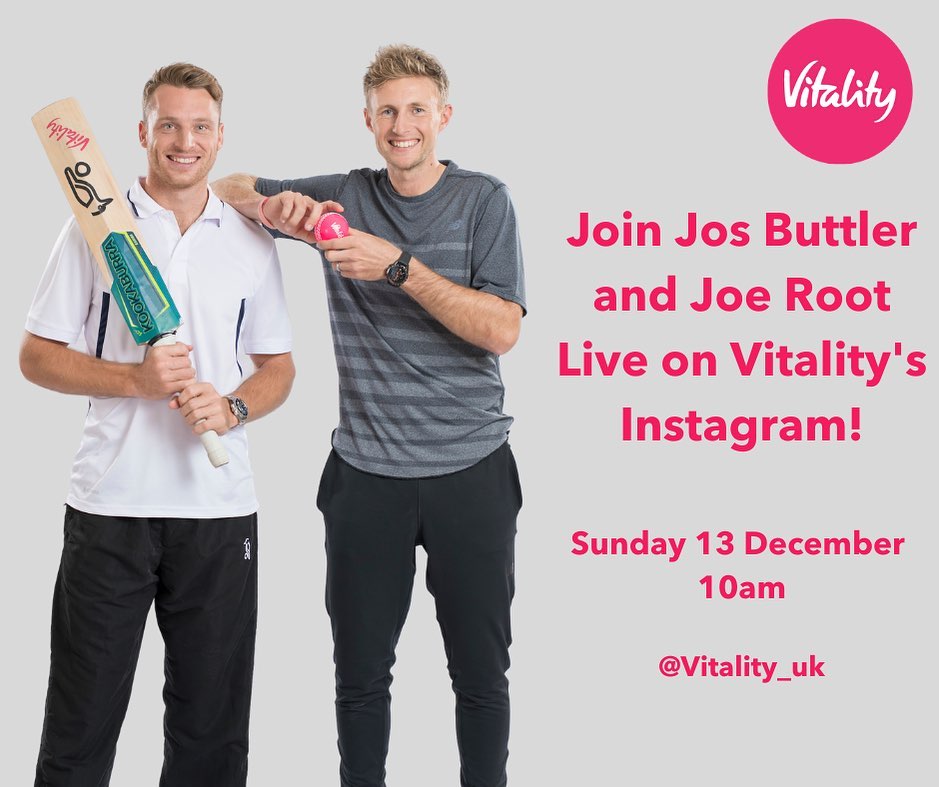 Vitality
Vitality
KOOKABURRA
Join Jos Buttler
and Joe Root
Live on Vitality's
Instagram!
Sunday 13 December
10am
@Vitality_uk